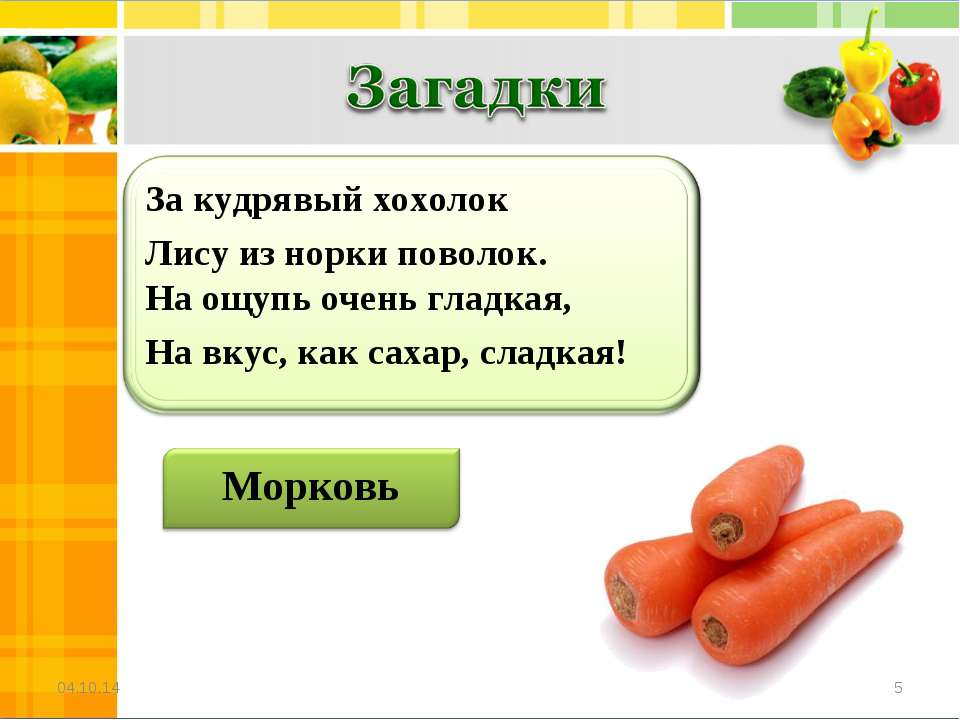 Загадки
За кудрявый хохолок
Лису из норки поволок.
На ощупь очень гладкая,
На вкус, как сахар, сладкая!
Морковь
04.10.14
5